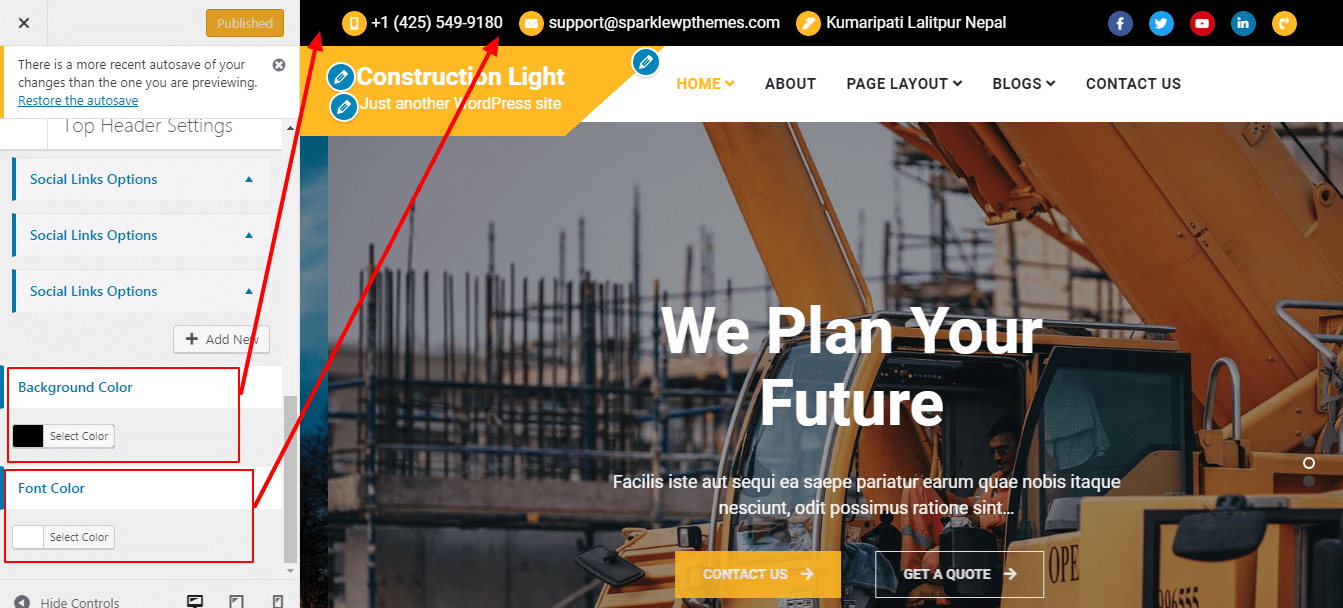 Published
There is a more recent autosave of your
changes than the one you are previewing.
Restore the autosave
Top Header Settings
Social Links Options
Social Links Options
Social Links Options
Add New
Background Color
Select Color
Font Color
Select Color
Hide Controls
+1 (425) 549-9180 support@sparklewpthemes.com Kumaripati Lalitpur Nepal
Construction Light
Just another WordPress site
HOME ABOUT PAGE LAYOUT BLOGS CONTACT US
We Plan Your
Future
Facilis iste aut sequi ea saepe pariatur earum quae nobis itaque
nesciunt, odit possimus ratione sint...
CONTACT US GET A QUOTE
OPE